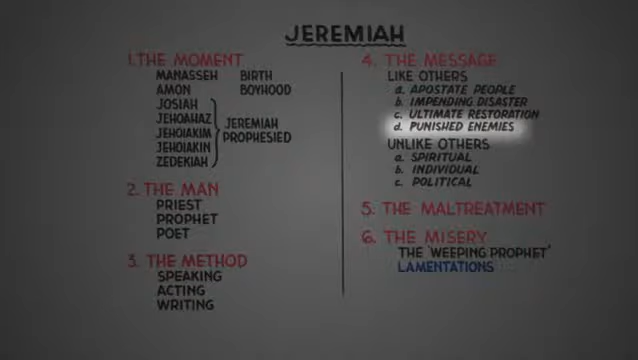 JEREMIAH
1. THE MOMENT
MANASSEH BIRTH
AMON BOYHOOD
JOSIAH
JEHOAHAZ
JEHOIAKIM
JEHOIAKIN
ZEDEKIAH
JEREMIAH
PROPHESIED
2. THE MAN
PRIEST
PROPHET
POET
3. THE METHOD
SPEAKING
ACTING
WRITING
4. THE MESSAGE
LIKE OTHERS
a. APOSTATE PEOPLE
b. IMPENDING DISASTER
c. ULTIMATE RESTORATION
d. PUNISHED ENEMIES
UNLIKE OTHERS
a. SPIRITUAL
b. INDIVIDUAL
c. POLITICAL
5. THE MALTREATMENT
6. THE MISERY
THE 'WEEPING PROPHET'
LAMENTATIONS